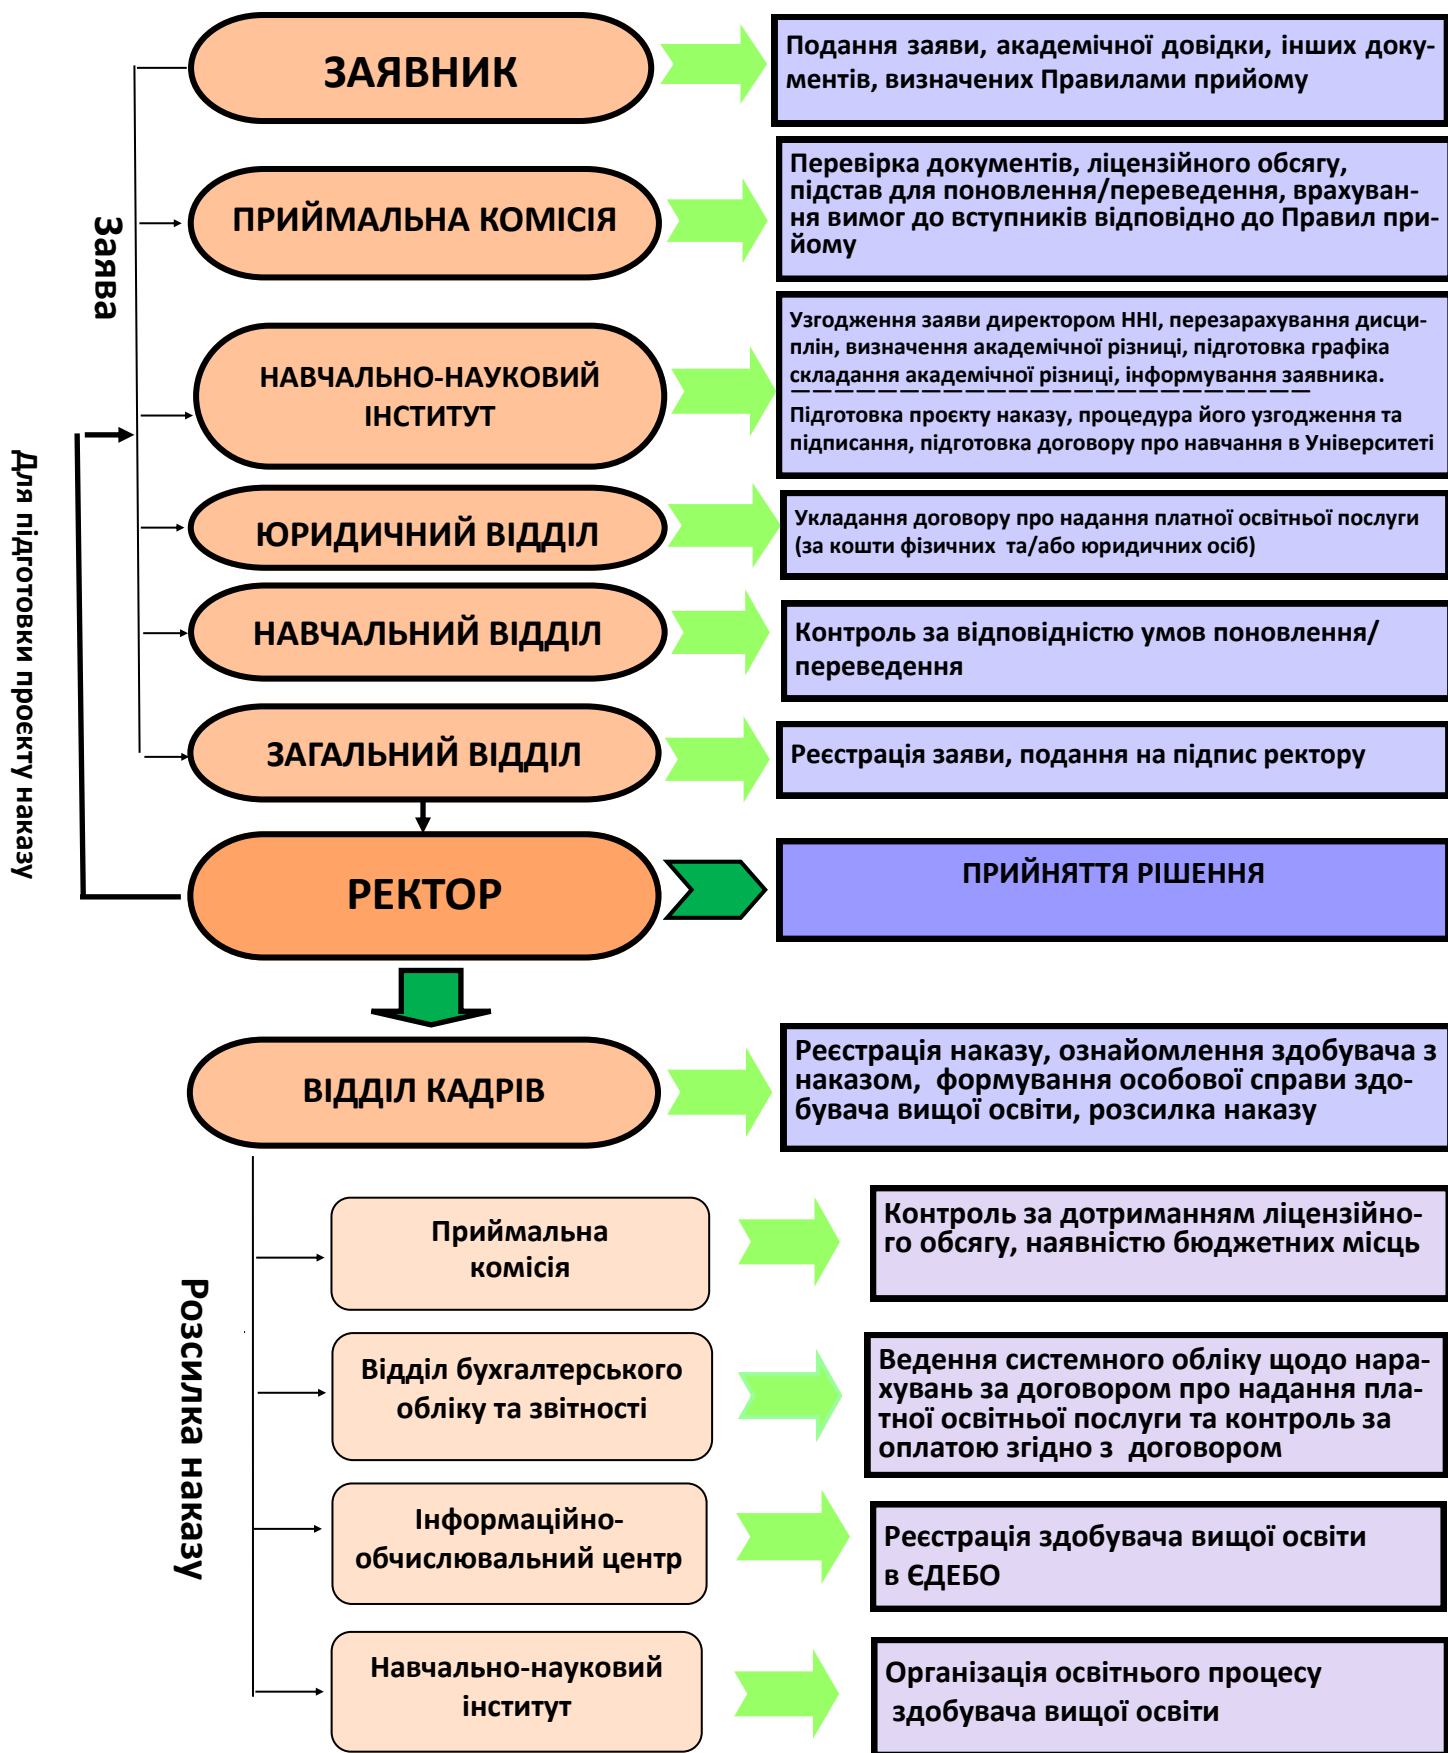 ЗАЯВНИК
Подання заяви, академічної довідки, інших доку-
ментів, визначених Правилами прийому
Заява
ПРИЙМАЛЬНА КОМІСІЯ
Перевірка документів, ліцензійного обсягу,
підстав для поновлення/переведення, врахуван-
ня вимог до вступників відповідно до Правил при-
йому
НАВЧАЛЬНО-НАУКОВИЙ
ІНСТИТУТ
Узгодження заяви директором ННІ, перезарахування дисци-
плін, визначення академічної різниці, підготовка графіка
складання академічної різниці, інформування заявника.
Підготовка проєкту наказу, процедура його узгодження та
підписання, підготовка договору про навчання в Університеті
Для підготовки проєкту наказу
ЮРИДИЧНИЙ ВІДДІЛ
Укладання договору про надання платної освітньої послуги
(за кошти фізичних та/або юридичних осіб)
НАВЧАЛЬНИЙ ВІДДІЛ
Контроль за відповідністю умов поновлення/
переведення
ЗАГАЛЬНИЙ ВІДДІЛ
Реєстрація заяви, подання на підпис ректору
РЕКТОР
ПРИЙНЯТТЯ РІШЕННЯ
ВІДДІЛ КАДРІВ
Реєстрація наказу, ознайомлення здобувача з
наказом, формування особової справи здо-
бувача вищої освіти, розсилка наказу
Розсилка наказу
Приймальна
комісія
Контроль за дотриманням ліцензійно-
го обсягу, наявністю бюджетних місць
Відділ бухгалтерського
обліку та звітності
Ведення системного обліку щодо нара-
хувань за договором про надання пла-
тної освітньої послуги та контроль за
оплатою згідно з договором
Інформаційно-
обчислювальний центр
Реєстрація здобувача вищої освіти
в ЄДЕБО
Навчально-науковий
інститут
Організація освітнього процесу
здобувача вищої освіти